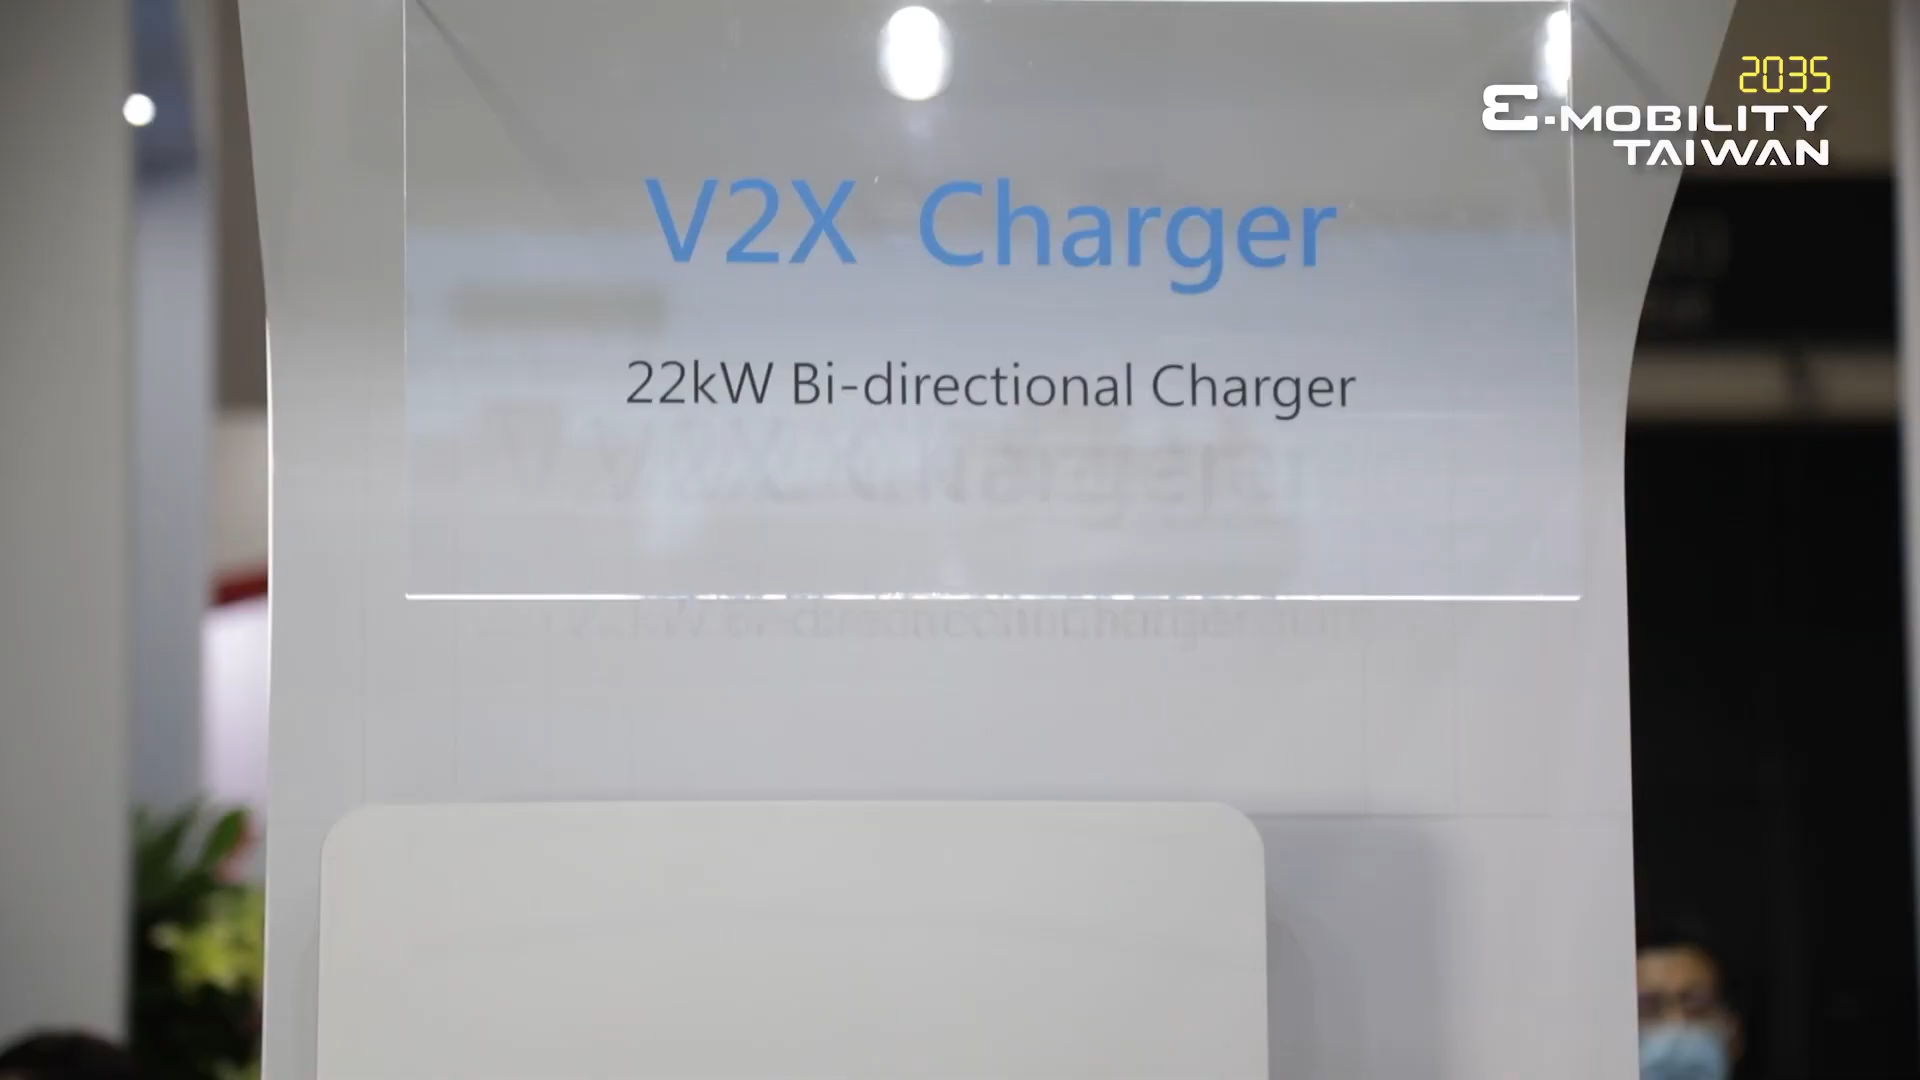 2035
E-MOBILITY
TAIWAN
V2X Charger
22kW Bi-directional Charger